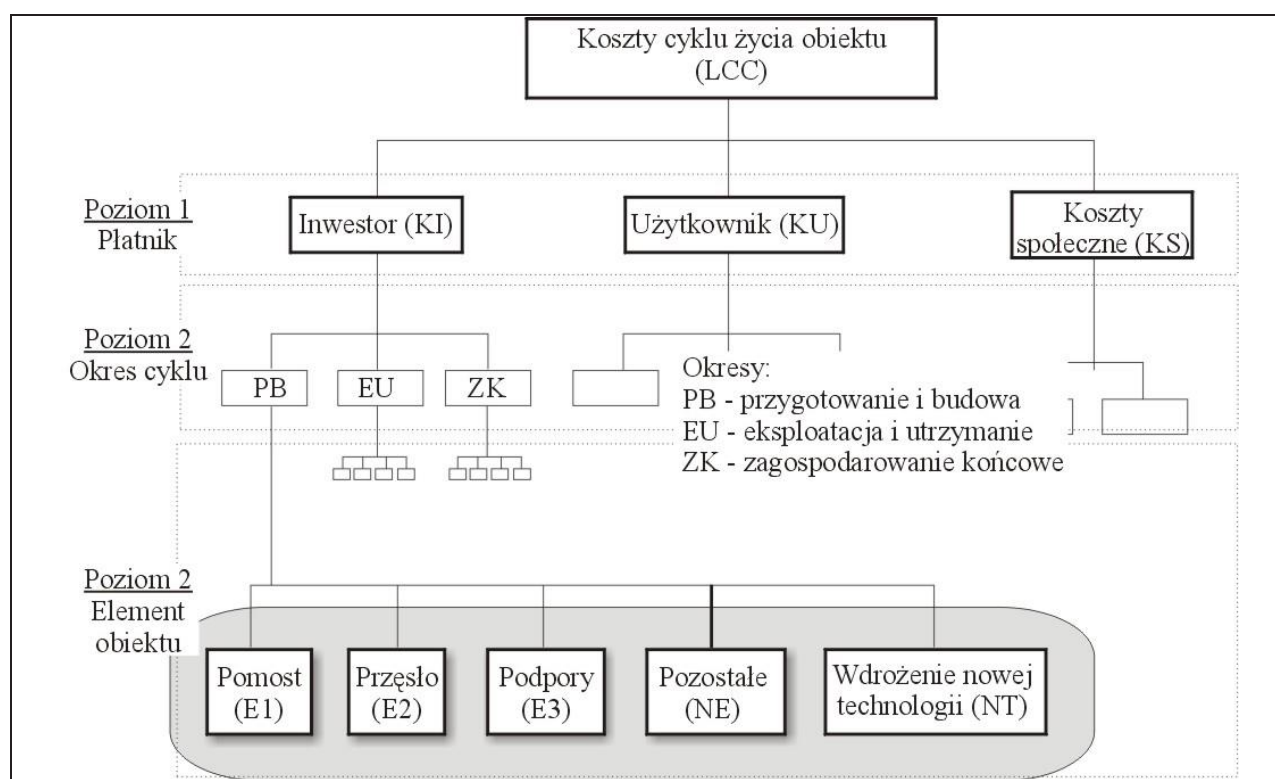 Koszty cyklu życia obiektu
(LCC)
Poziom 1
Płatnik
Inwestor (KI)
Użytkownik (KU)
Koszty
społeczne (KS)
Poziom 2
Okres cyklu
PB
EU
ZK
Okresy:
PB - przygotowanie i budowa
EU - eksploatacja i utrzymanie
ZK - zagospodarowanie końcowe
Poziom 2
Element
obiektu
Pomost
(E1)
Przęsło
(E2)
Podpory
(E3)
Pozostałe
(NE)
Wdrożenie nowej
technologii (NT)